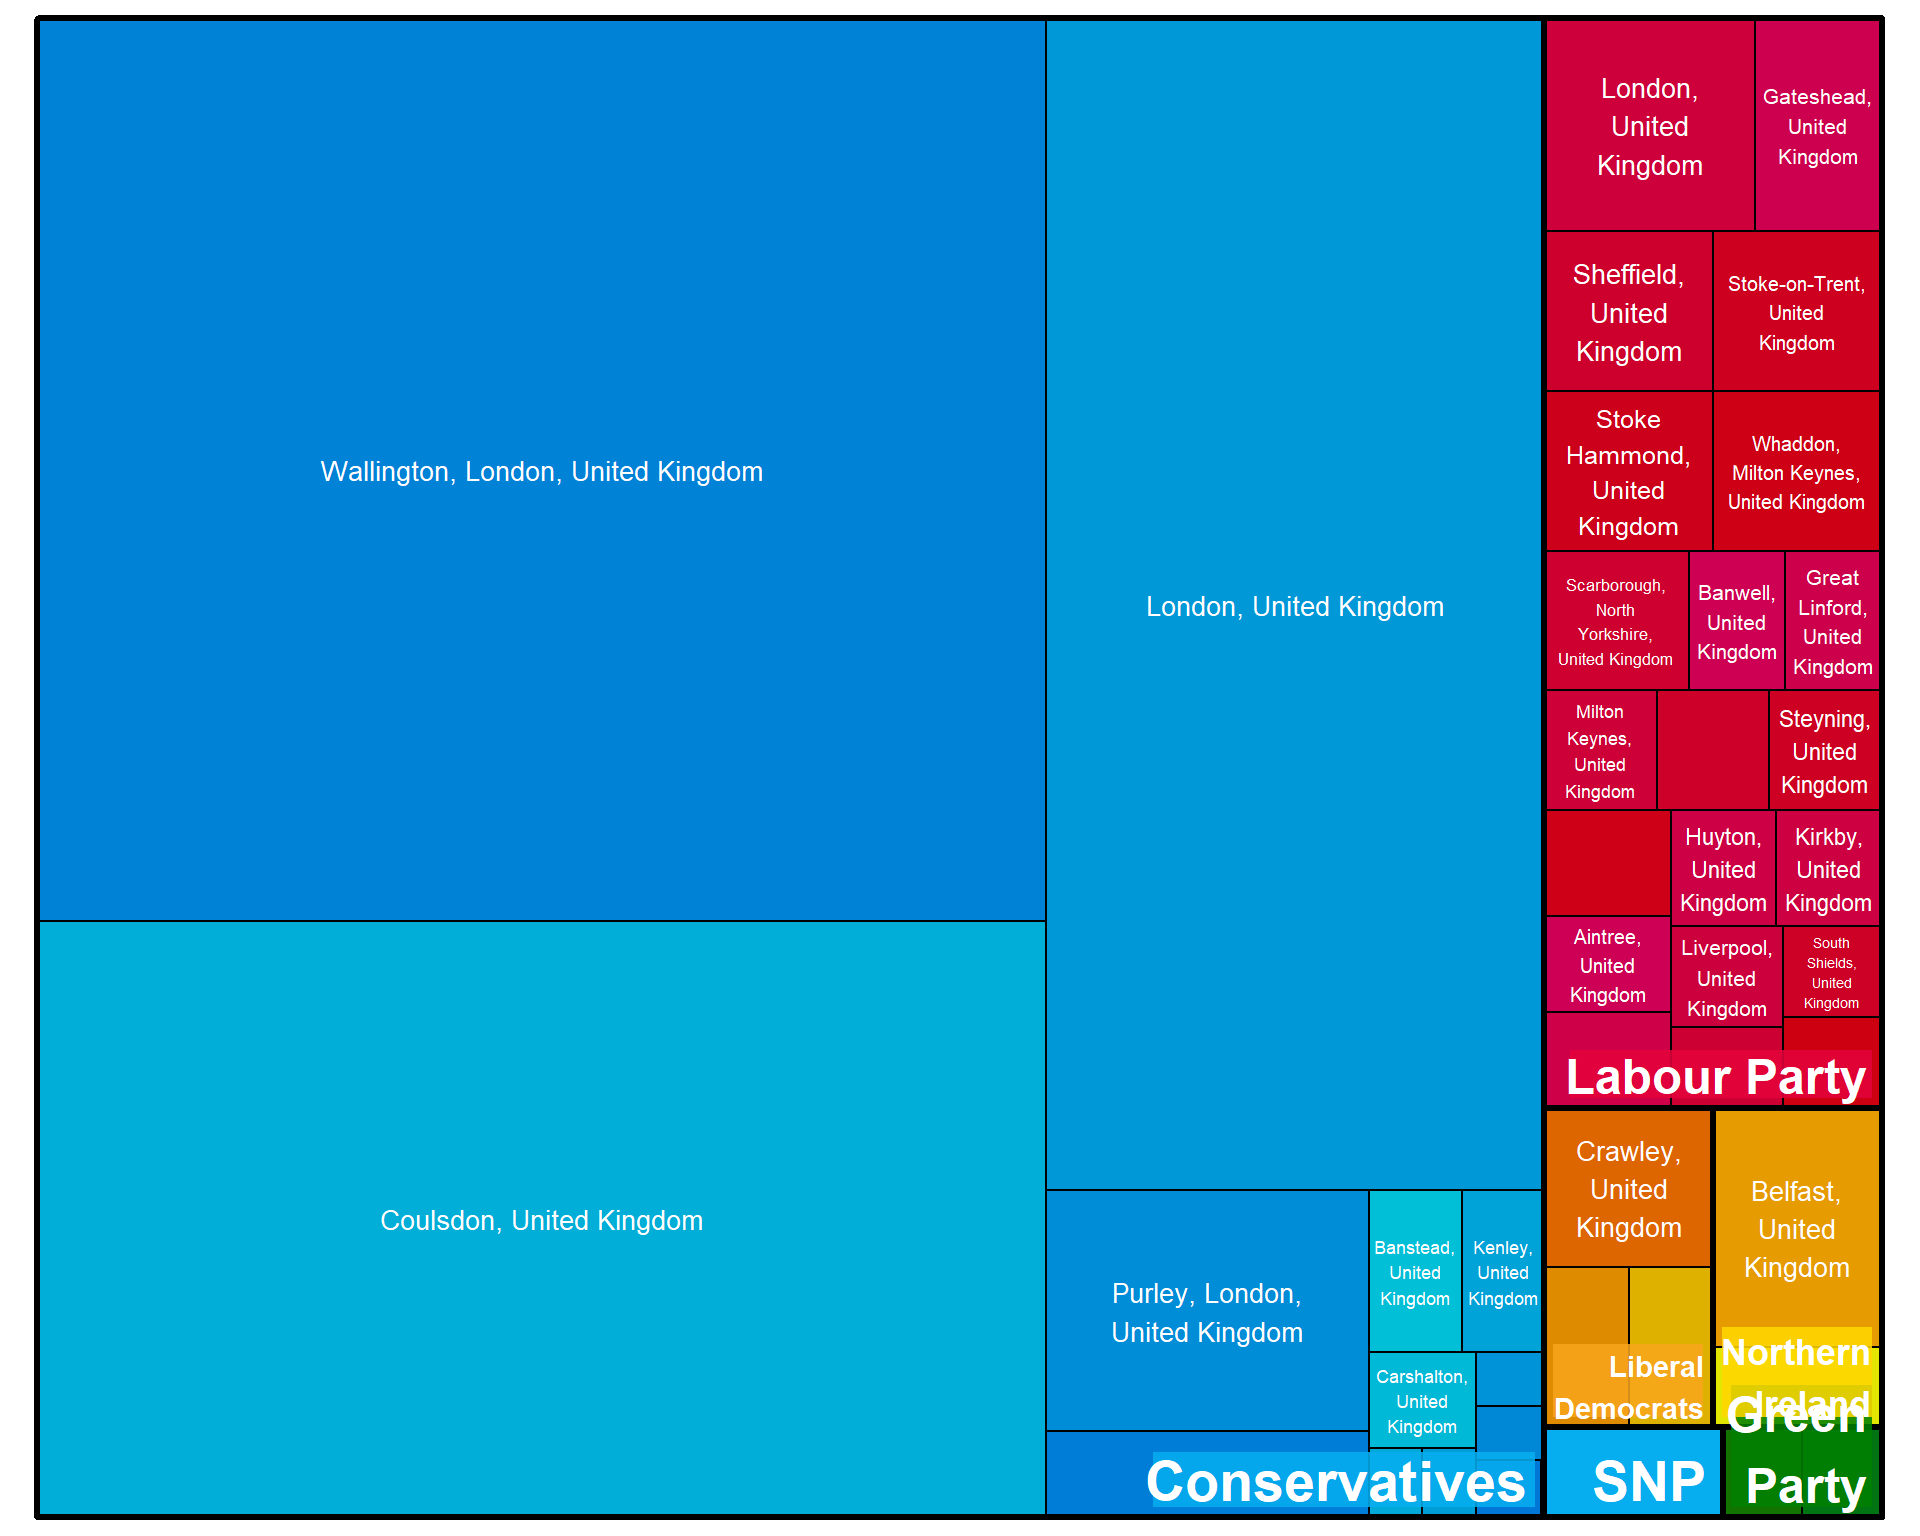 Wallington, London, United Kingdom
Coulsdon, United Kingdom
London, United Kingdom
Purley, London,
United Kingdom
Banstead,
United
Kingdom
Kenley,
United
Kingdom
Carshalton,
United
Kingdom
Conservatives
London,
United
Kingdom
Gateshead,
United
Kingdom
Sheffield,
United
Kingdom
Stoke-on-Trent,
United
Kingdom
Stoke
Hammond,
United
Kingdom
Whaddon,
Milton Keynes,
United Kingdom
Scarborough,
North
Yorkshire,
United Kingdom
Banwell,
United
Kingdom
Great
Linford,
United
Kingdom
Milton
Keynes,
United
Kingdom
Steyning,
United
Kingdom
Huyton,
United
Kingdom
Kirkby,
United
Kingdom
Aintree,
United
Kingdom
Liverpool,
United
Kingdom
South
Shields,
United
Kingdom
Labour Party
Crawley,
United
Kingdom
Liberal
Democrats
Belfast,
United
Kingdom
Northern
Ireland
SNP
Green
Party